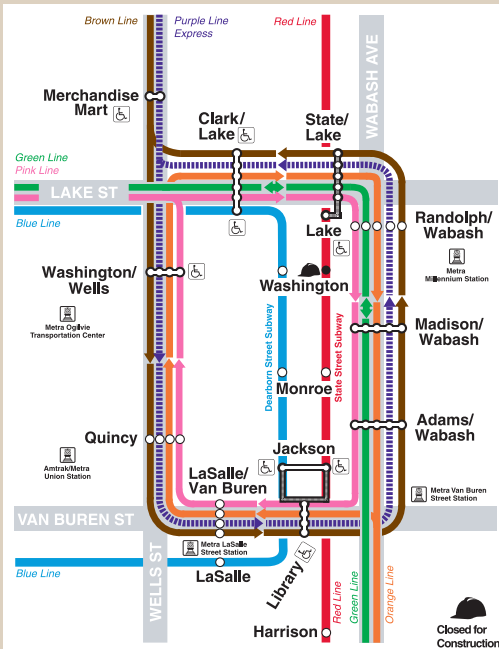 Brown Line
Purple Line
Express
Red Line
WABASH AVE
Merchandise
Mart
Clark/
Lake
State/
Lake
Green Line
Pink Line
LAKE ST
Blue Line
Lake
Randolph/
Wabash
Metra
Millennium Station
Washington/
Wells
Washington
Metra Ogilvie
Transportation Center
Dearborn Street Subway
State Street Subway
Madison/
Wabash
Monroe
Quincy
Adams/
Wabash
Jackson
Amtrak/Metra
Union Station
LaSalle/
Van Buren
Metra Van Buren
Street Station
VAN BUREN ST
Metra LaSalle
Street Station
WELLS ST
Blue Line
LaSalle
Library
Red Line
Green Line
Orange Line
Harrison
Closed for
Construction